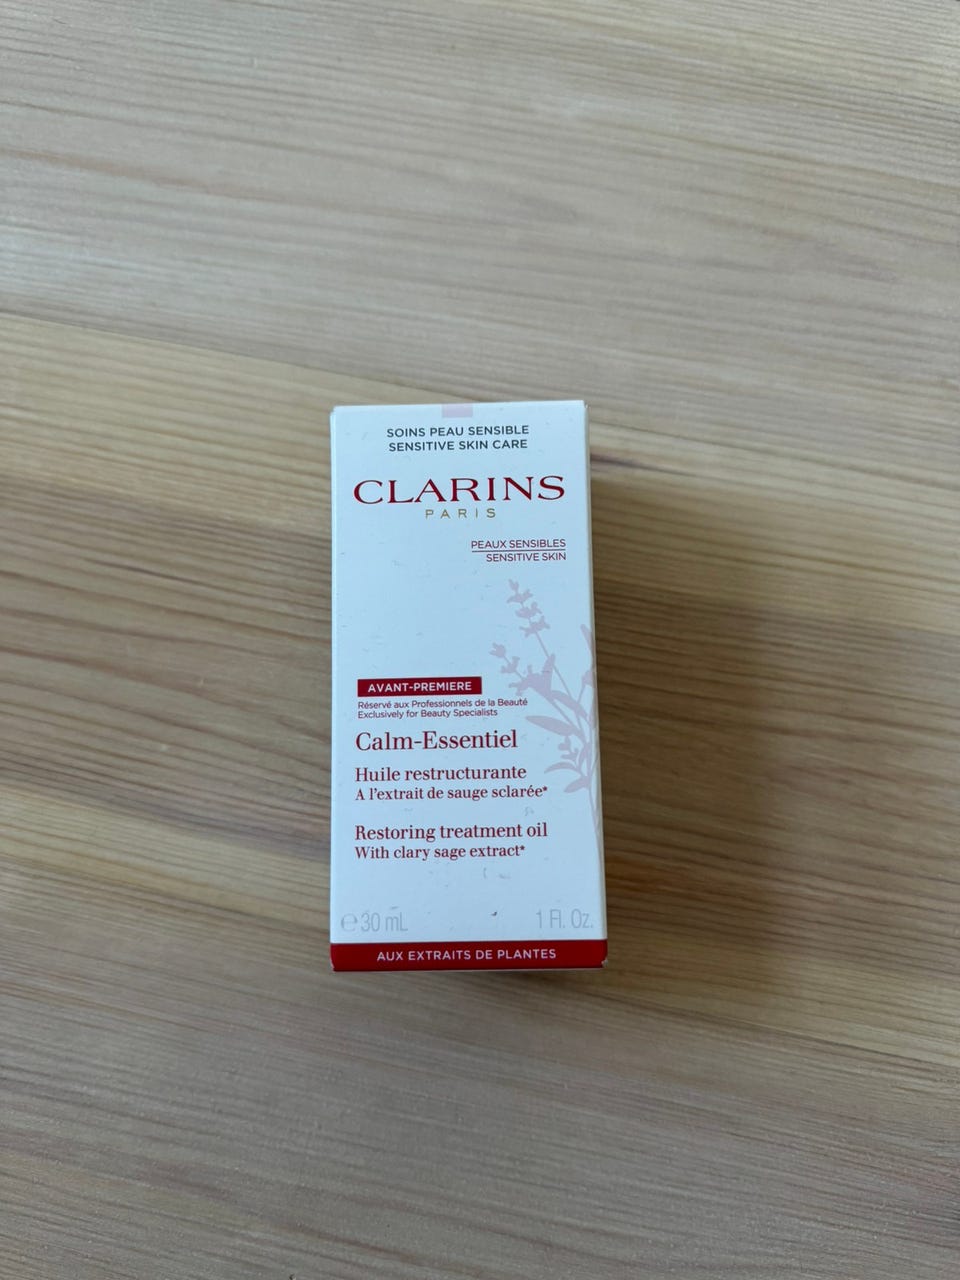 SOINS PEAU SENSIBLE
SENSITIVE SKIN CARE
CLARINS
PARIS
PEAUX SENSIBLES
SENSITIVE SKIN
AVANT-PREMIERE
Réservé aux Professionnels de la Beauté
Exclusively for Beauty Specialists
Calm-Essentiel
Huile restructurante
A l'extrait de sauge sclarée*
Restoring treatment oil
With clary sage extract*
℮ 30 mL 1 Fl. Oz.
AUX EXTRAITS DE PLANTES